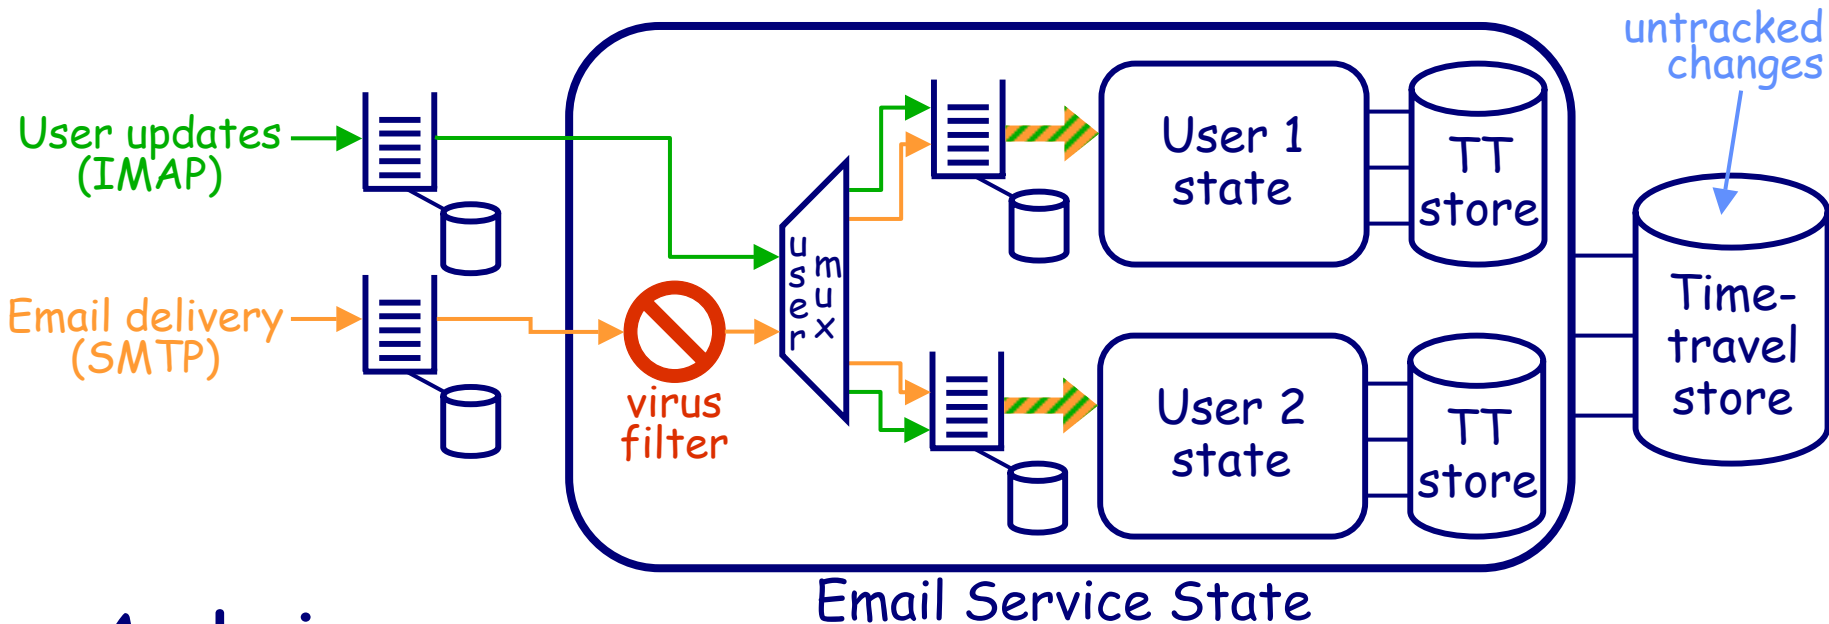 untracked
changes
User updates
(IMAP)
Email delivery
(SMTP)
virus
filter
user
mux
User 1
state
TT
store
User 2
state
TT
store
Time-
travel
store
Email Service State